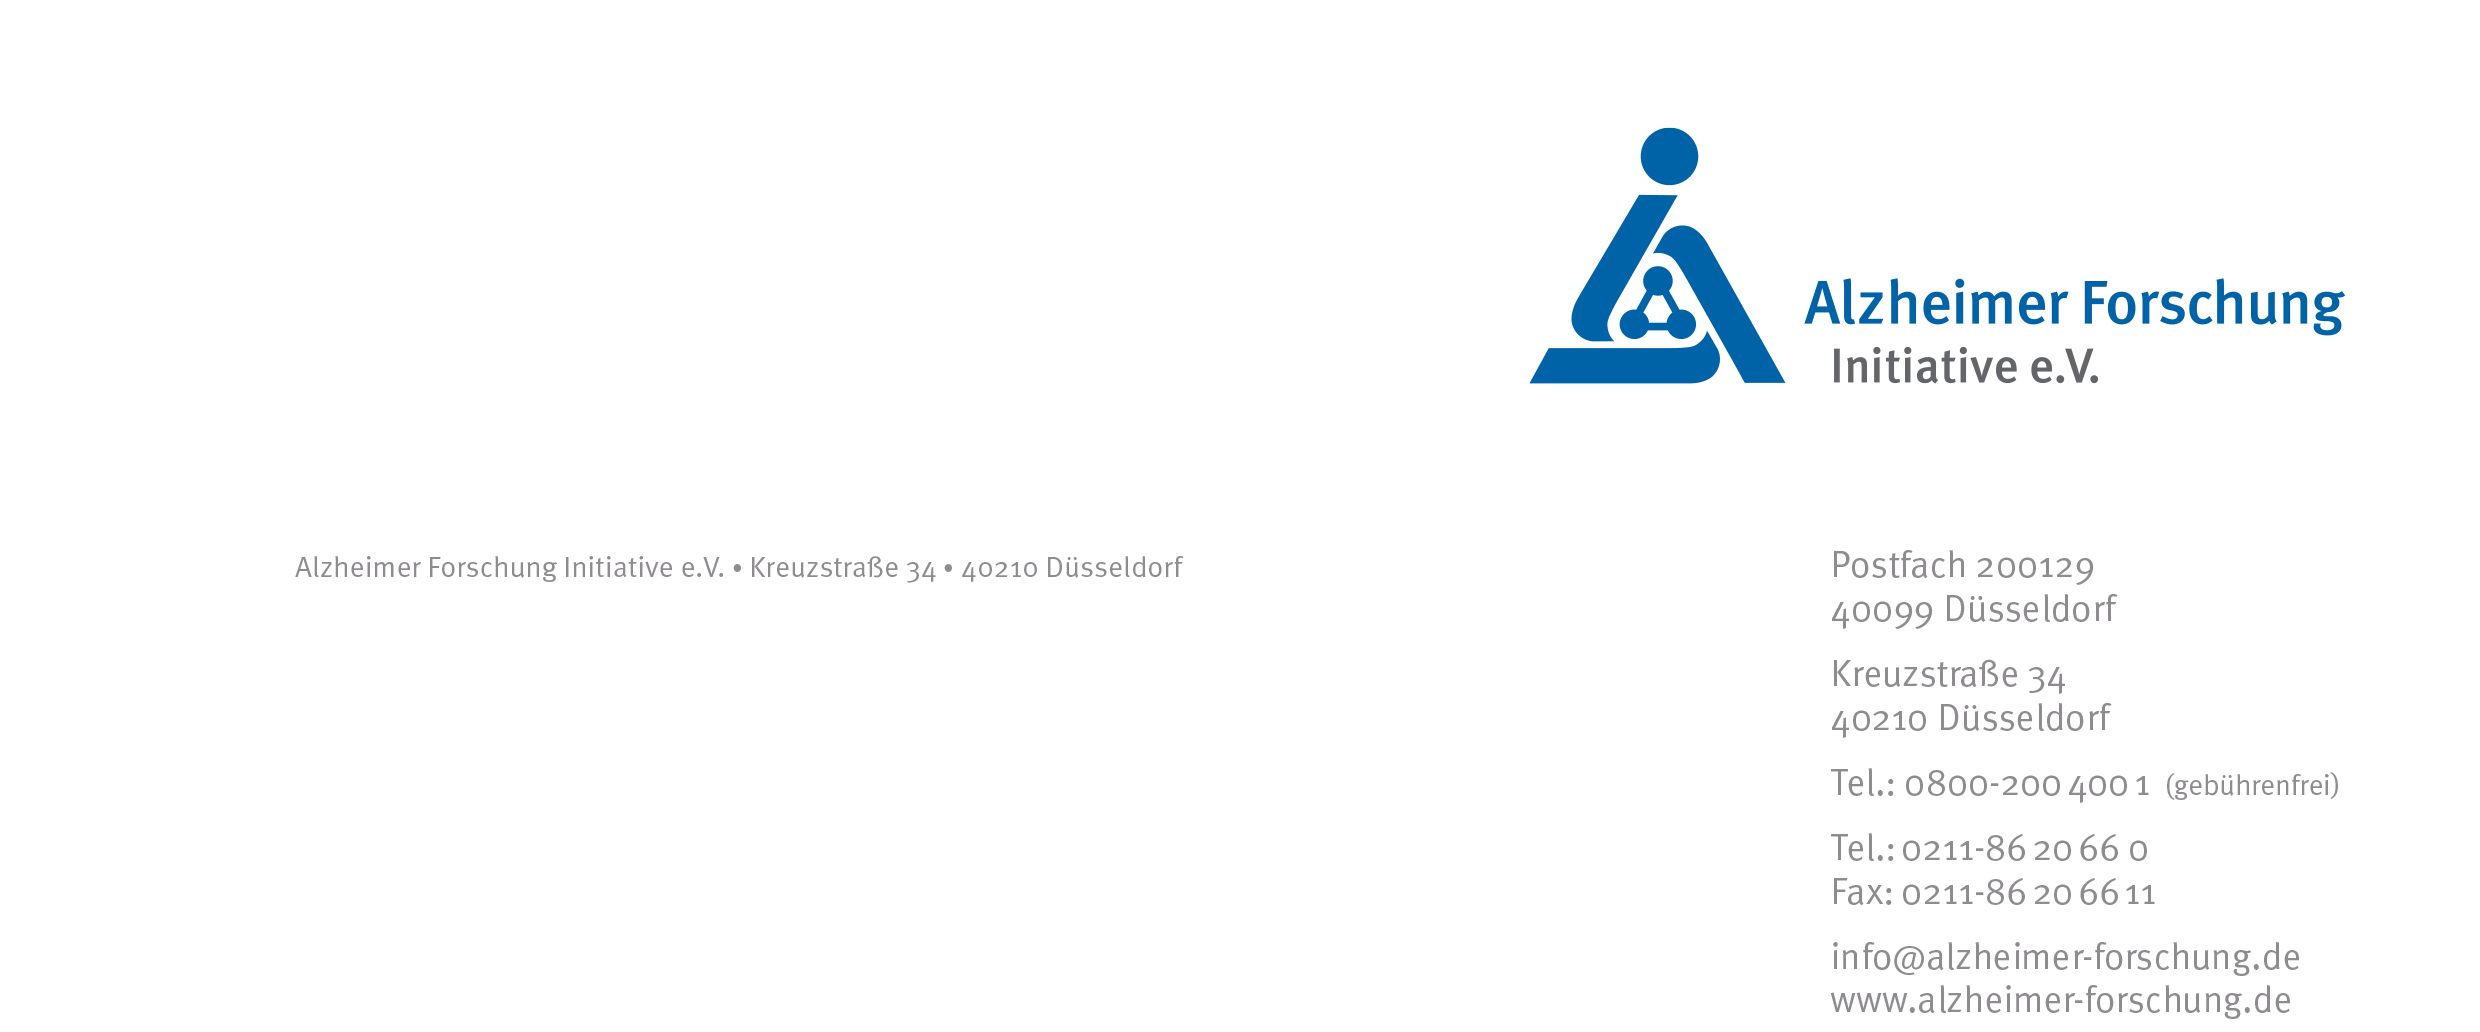 Alzheimer Forschung
Initiative e.V.
Alzheimer Forschung Initiative e.V. • Kreuzstraße 34 • 40210 Düsseldorf
Postfach 200129
40099 Düsseldorf
Kreuzstraße 34
40210 Düsseldorf
Tel.: 0800-200 400 1 (gebührenfrei)
Tel.: 0211-86 20 66 0
Fax: 0211-86 20 66 11
info@alzheimer-forschung.de
www.alzheimer-forschung.de